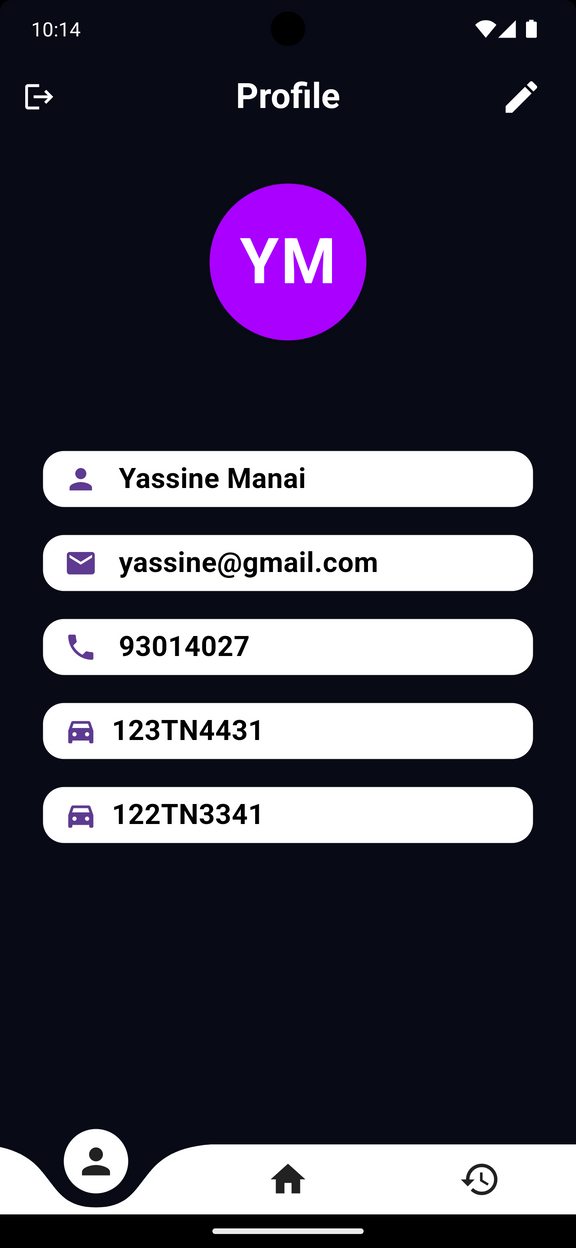 10:14
Profile
YM
Yassine Manai
yassine@gmail.com
93014027
123TN4431
122TN3341